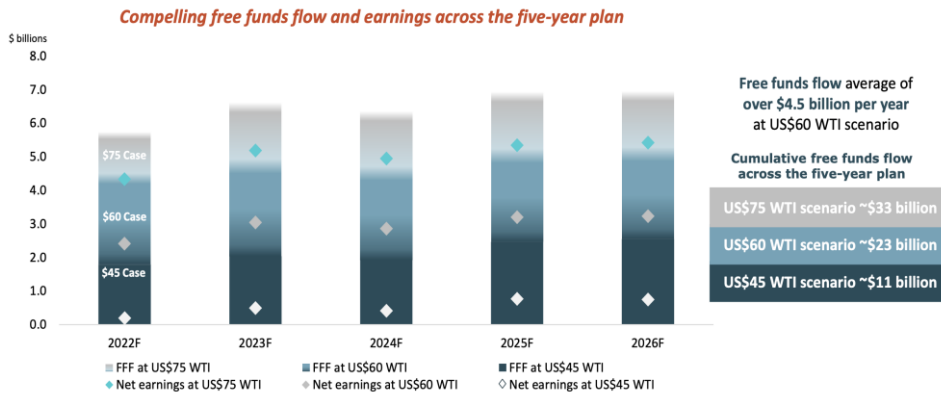 Compelling free funds flow and earnings across the five-year plan
$ billions
8.0
7.0
6.0
5.0
4.0
3.0
2.0
1.0
0.0
$75 Case
$60 Case
$45 Case
2022F 2023F 2024F 2025F 2026F
FFF at US$75 WTI FFF at US$60 WTI FFF at US$45 WTI
Net earnings at US$75 WTI Net earnings at US$60 WTI Net earnings at US$45 WTI
Free funds flow average of
over $4.5 billion per year
at US$60 WTI scenario
Cumulative free funds flow
across the five-year plan
US$75 WTI scenario ~$33 billion
US$60 WTI scenario ~$23 billion
US$45 WTI scenario ~$11 billion